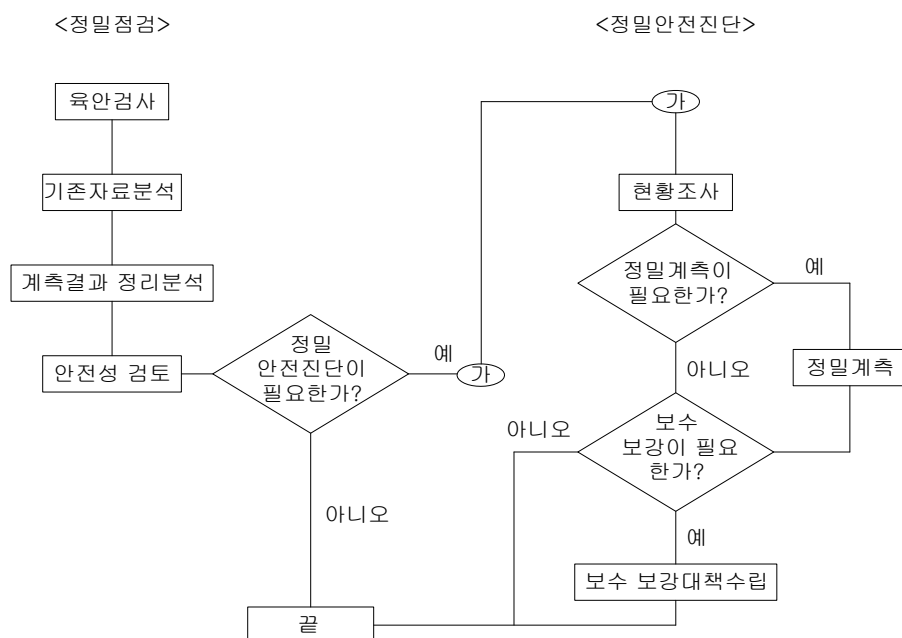 <정밀점검>
육안검사
기존자료분석
계측결과 정리분석
안전성 검토
정밀
안전진단이
필요한가?
예
가
아니오
끝
<정밀안전진단>
가
현황조사
정밀계측이
필요한가?
예
아니오
정밀계측
보수
보강이 필요
한가?
아니오
예
보수 보강대책수립